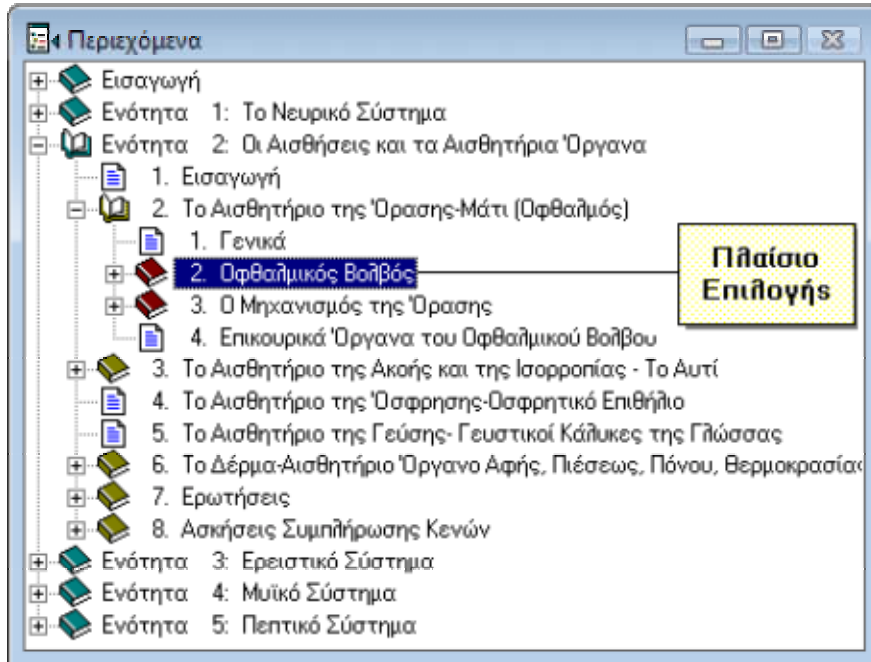 Περιεχόμενα
Εισαγωγή
Ενότητα 1: Το Νευρικό Σύστημα
Ενότητα 2: Οι Αισθήσεις και τα Αισθητήρια Όργανα
1. Εισαγωγή
2. Το Αισθητήριο της Όρασης-Μάτι (Οφθαλμός)
1. Γενικά
2. Οφθαλμικός Βολβός
Πλαίσιο
Επιλογής
3. Ο Μηχανισμός της Όρασης
4. Επικουρικά Όργανα του Οφθαλμικού Βολβου
3. Το Αισθητήριο της Ακοής και της Ισορροπίας - Το Αυτί
4. Το Αισθητήριο της Όσφρησης-Οσφρητικό Επιθήλιο
5. Το Αισθητήριο της Γεύσης- Γευστικοί Κάλυκες της Γλώσσας
6. Το Δέρμα-Αισθητήριο Όργανο Αφής, Πιέσεως, Πόνου, Θερμοκρασίας
7. Ερωτήσεις
8. Ασκήσεις Συμπλήρωσης Κενών
Ενότητα 3: Ερειστικό Σύστημα
Ενότητα 4: Μυϊκό Σύστημα
Ενότητα 5: Πεπτικό Σύστημα